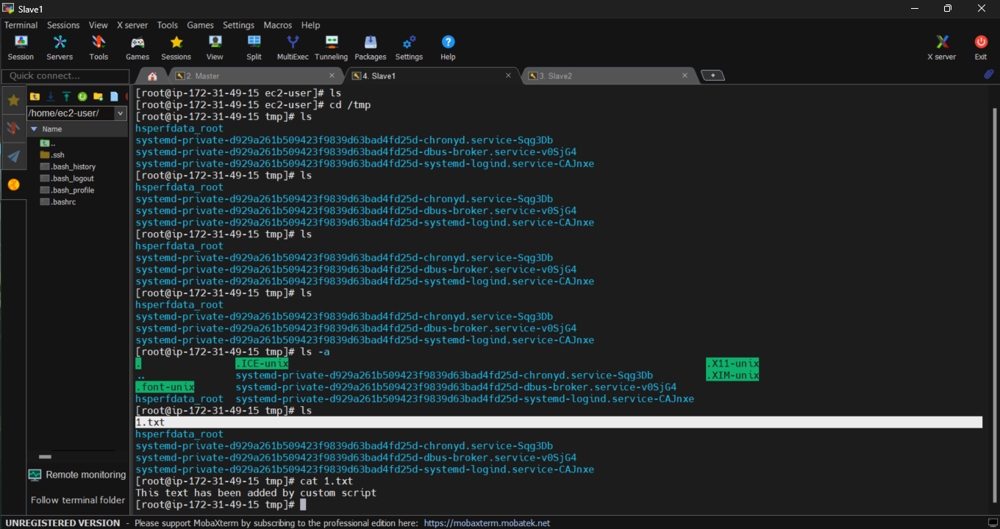 Slave1
Terminal Sessions View X server Tools Games Settings Macros Help
Session Servers Tools Games Sessions View Split MultiExec Tunneling Packages Settings Help X server Exit
Quick connect... 2. Master 4. Slave1 3. Slave2
/home/ec2-user/
Name
..
.ssh
.bash_history
.bash_logout
.bash_profile
.bashrc
Remote monitoring
Follow terminal folder
[root@ip-172-31-49-15 ec2-user]# ls
[root@ip-172-31-49-15 ec2-user]# cd /tmp
[root@ip-172-31-49-15 tmp]# ls
hsperfdata_root
systemd-private-d929a261b509423f9839d63bad4fd25d-chronyd.service-Sqg3Db
systemd-private-d929a261b509423f9839d63bad4fd25d-dbus-broker.service-v0SjG4
systemd-private-d929a261b509423f9839d63bad4fd25d-systemd-logind.service-CAJnxe
[root@ip-172-31-49-15 tmp]# ls
hsperfdata_root
systemd-private-d929a261b509423f9839d63bad4fd25d-chronyd.service-Sqg3Db
systemd-private-d929a261b509423f9839d63bad4fd25d-dbus-broker.service-v0SjG4
systemd-private-d929a261b509423f9839d63bad4fd25d-systemd-logind.service-CAJnxe
[root@ip-172-31-49-15 tmp]# ls
hsperfdata_root
systemd-private-d929a261b509423f9839d63bad4fd25d-chronyd.service-Sqg3Db
systemd-private-d929a261b509423f9839d63bad4fd25d-dbus-broker.service-v0SjG4
systemd-private-d929a261b509423f9839d63bad4fd25d-systemd-logind.service-CAJnxe
[root@ip-172-31-49-15 tmp]# ls
hsperfdata_root
systemd-private-d929a261b509423f9839d63bad4fd25d-chronyd.service-Sqg3Db
systemd-private-d929a261b509423f9839d63bad4fd25d-dbus-broker.service-v0SjG4
systemd-private-d929a261b509423f9839d63bad4fd25d-systemd-logind.service-CAJnxe
[root@ip-172-31-49-15 tmp]# ls -a
. .ICE-unix .X11-unix
.. systemd-private-d929a261b509423f9839d63bad4fd25d-chronyd.service-Sqg3Db .XIM-unix
.font-unix systemd-private-d929a261b509423f9839d63bad4fd25d-dbus-broker.service-v0SjG4
hsperfdata_root systemd-private-d929a261b509423f9839d63bad4fd25d-systemd-logind.service-CAJnxe
[root@ip-172-31-49-15 tmp]# ls
1.txt
hsperfdata_root
systemd-private-d929a261b509423f9839d63bad4fd25d-chronyd.service-Sqg3Db
systemd-private-d929a261b509423f9839d63bad4fd25d-dbus-broker.service-v0SjG4
systemd-private-d929a261b509423f9839d63bad4fd25d-systemd-logind.service-CAJnxe
[root@ip-172-31-49-15 tmp]# cat 1.txt
This text has been added by custom script
[root@ip-172-31-49-15 tmp]#
UNREGISTERED VERSION - Please support MobaXterm by subscribing to the professional edition here: https://mobaxterm.mobatek.net